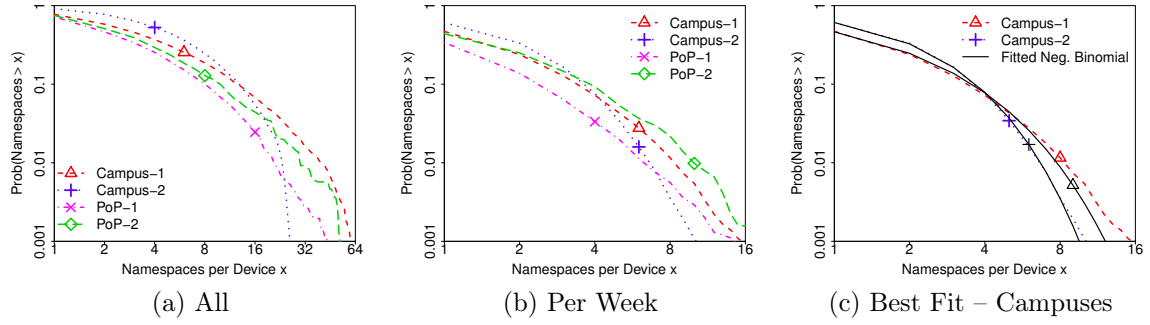 Prob(Namespaces > x)
1
0.1
0.01
0.001
Campus-1
Campus-2
PoP-1
PoP-2
1 2 4 8 16 32 64
Namespaces per Device x
(a) All
Prob(Namespaces > x)
1
0.1
0.01
0.001
Campus-1
Campus-2
PoP-1
PoP-2
1 2 4 8 16
Namespaces per Device x
(b) Per Week
Prob(Namespaces > x)
1
0.1
0.01
0.001
Campus-1
Campus-2
Fitted Neg. Binomial
1 2 4 8 16
Namespaces per Device x
(c) Best Fit – Campuses